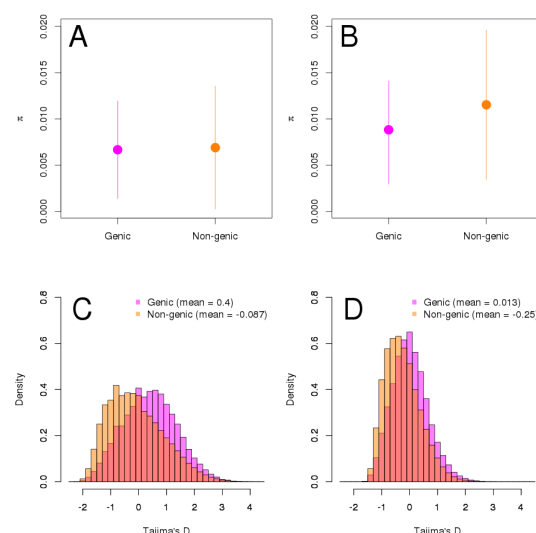 A
B
0.020
0.015
0.010
0.005
0.000
π
Genic
Non-genic
0.020
0.015
0.010
0.005
0.000
π
Genic
Non-genic
C
Genic (mean = 0.4)
Non-genic (mean = -0.087)
0.8
0.6
0.4
0.2
0.0
Density
-2 -1 0 1 2 3 4
Tajima's D
D
Genic (mean = 0.013)
Non-genic (mean = -0.25
0.8
0.6
0.4
0.2
0.0
Density
-2 -1 0 1 2 3 4
Tajima's D